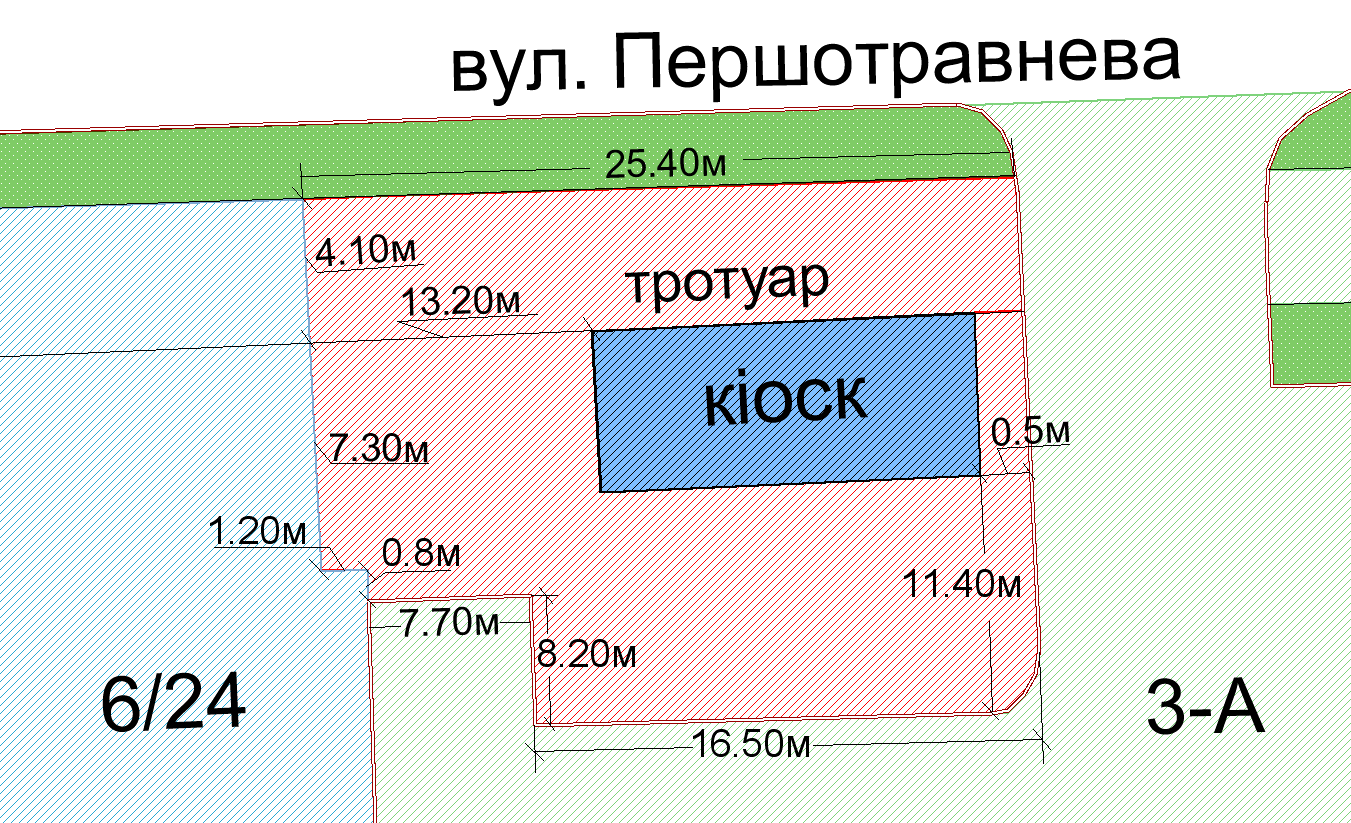 вул. Першотравнева
25.40м
4.10м
13.20м
тротуар
кіоск
7.30м
0.5м
1.20м
0.8м
11.40м
7.70м
8.20м
6/24
3-А
16.50м